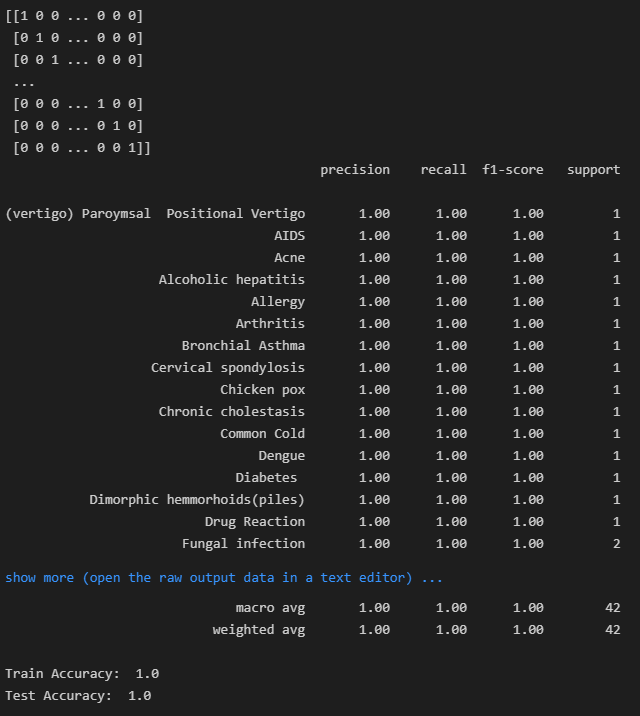 [[1 0 0 ... 0 0 0]
 [0 1 0 ... 0 0 0]
 [0 0 1 ... 0 0 0]
 ...
 [0 0 0 ... 1 0 0]
 [0 0 0 ... 0 1 0]
 [0 0 0 ... 0 0 1]]
precision recall f1-score support
(vertigo) Paroymsal  Positional Vertigo 1.00 1.00 1.00 1
AIDS 1.00 1.00 1.00 1
Acne 1.00 1.00 1.00 1
Alcoholic hepatitis 1.00 1.00 1.00 1
Allergy 1.00 1.00 1.00 1
Arthritis 1.00 1.00 1.00 1
Bronchial Asthma 1.00 1.00 1.00 1
Cervical spondylosis 1.00 1.00 1.00 1
Chicken pox 1.00 1.00 1.00 1
Chronic cholestasis 1.00 1.00 1.00 1
Common Cold 1.00 1.00 1.00 1
Dengue 1.00 1.00 1.00 1
Diabetes 1.00 1.00 1.00 1
Dimorphic hemmorhoids(piles) 1.00 1.00 1.00 1
Drug Reaction 1.00 1.00 1.00 1
Fungal infection 1.00 1.00 1.00 2
show more (open the raw output data in a text editor) ...
macro avg 1.00 1.00 1.00 42
weighted avg 1.00 1.00 1.00 42
Train Accuracy:  1.0
Test Accuracy:  1.0